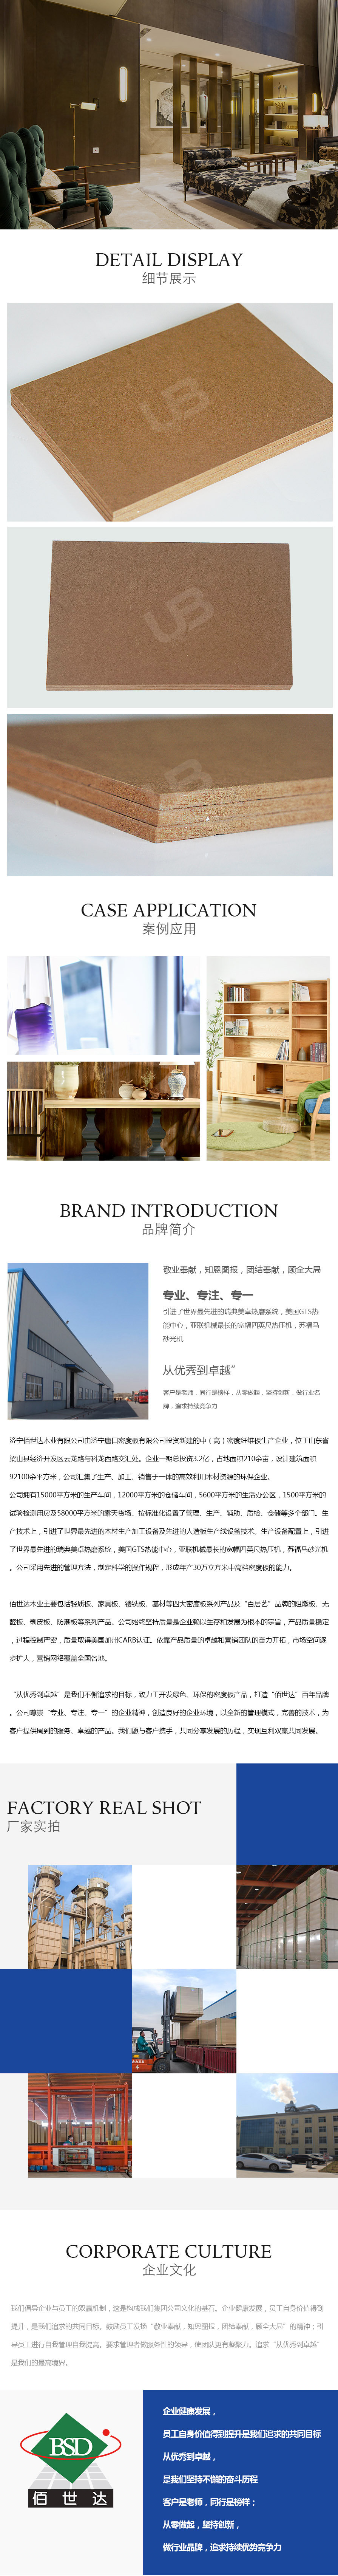 DETAIL DISPLAY
细节展示
UB
UB
UB
CASE APPLICATION
案例应用
BRAND INTRODUCTION
品牌简介
敬业奉献，知恩图报，团结奉献，顾全大局
专业、专注、专一
引进了世界最先进的瑞典美卓热磨系统，美国GTS热
能中心，亚联机械最长的宽幅四英尺热压机，苏福马
砂光机
从优秀到卓越”
客户是老师，同行是榜样，从零做起，坚持创新，做行业名
牌，追求持续竞争力
济宁佰世达木业有限公司由济宁唐口密度板有限公司投资新建的中（高）密度纤维板生产企业，位于山东省
梁山县经济开发区云龙路与科龙西路交汇处。企业一期总投资3.2亿，占地面积210余亩，设计建筑面积
92100余平方米，公司汇集了生产、加工、销售于一体的高效利用木材资源的环保企业。
公司拥有15000平方米的生产车间，12000平方米的仓储车间，5600平方米的生活办公区，1500平方米的
试验检测用房及58000平方米的露天货场。按标准化设置了管理、生产、辅助、质检、仓储等多个部门。生
产技术上，引进了世界最先进的木材生产加工设备及先进的人造板生产线设备技术。生产设备配置上，引进
了世界最先进的瑞典美卓热磨系统，美国GTS热能中心，亚联机械最长的宽幅四英尺热压机，苏福马砂光机
。公司采用先进的管理方法，制定科学的操作规程，形成年产30万立方米中高档密度板的能力。
佰世达木业主要包括轻质板、家具板、镂铣板、基材等四大密度板系列产品及“百居艺”品牌的阻燃板、无
醛板、剥皮板、防潮板等系列产品。公司始终坚持质量是企业赖以生存和发展为根本的宗旨，产品质量稳定
，过程控制严密，质量取得美国加州CARB认证。依靠产品质量的卓越和营销团队的奋力开拓，市场空间逐
步扩大，营销网络覆盖全国各地。
“从优秀到卓越”是我们不懈追求的目标，致力于开发绿色、环保的密度板产品，打造“佰世达”百年品牌
。公司尊崇“专业、专注、专一”的企业精神，创造良好的企业环境，以全新的管理模式，完善的技术，为
客户提供周到的服务、卓越的产品。我们愿与客户携手，共同分享发展的历程，实现互利双赢共同发展。
FACTORY REAL SHOT
厂家实拍
CORPORATE CULTURE
企业文化
我们倡导企业与员工的双赢机制，这是构成我们集团公司文化的基石。企业健康发展，员工自身价值得到
提升，是我们追求的共同目标。鼓励员工发扬“敬业奉献，知恩图报，团结奉献，顾全大局”的精神；引
导员工进行自我管理自我提高。要求管理者做服务性的领导，使团队更有凝聚力。追求“从优秀到卓越”
是我们的最高境界。
BSD
佰世达
企业健康发展，
员工自身价值得到提升是我们追求的共同目标
从优秀到卓越，
是我们坚持不懈的奋斗历程
客户是老师，同行是榜样；
从零做起，坚持创新，
做行业品牌，追求持续优势竞争力